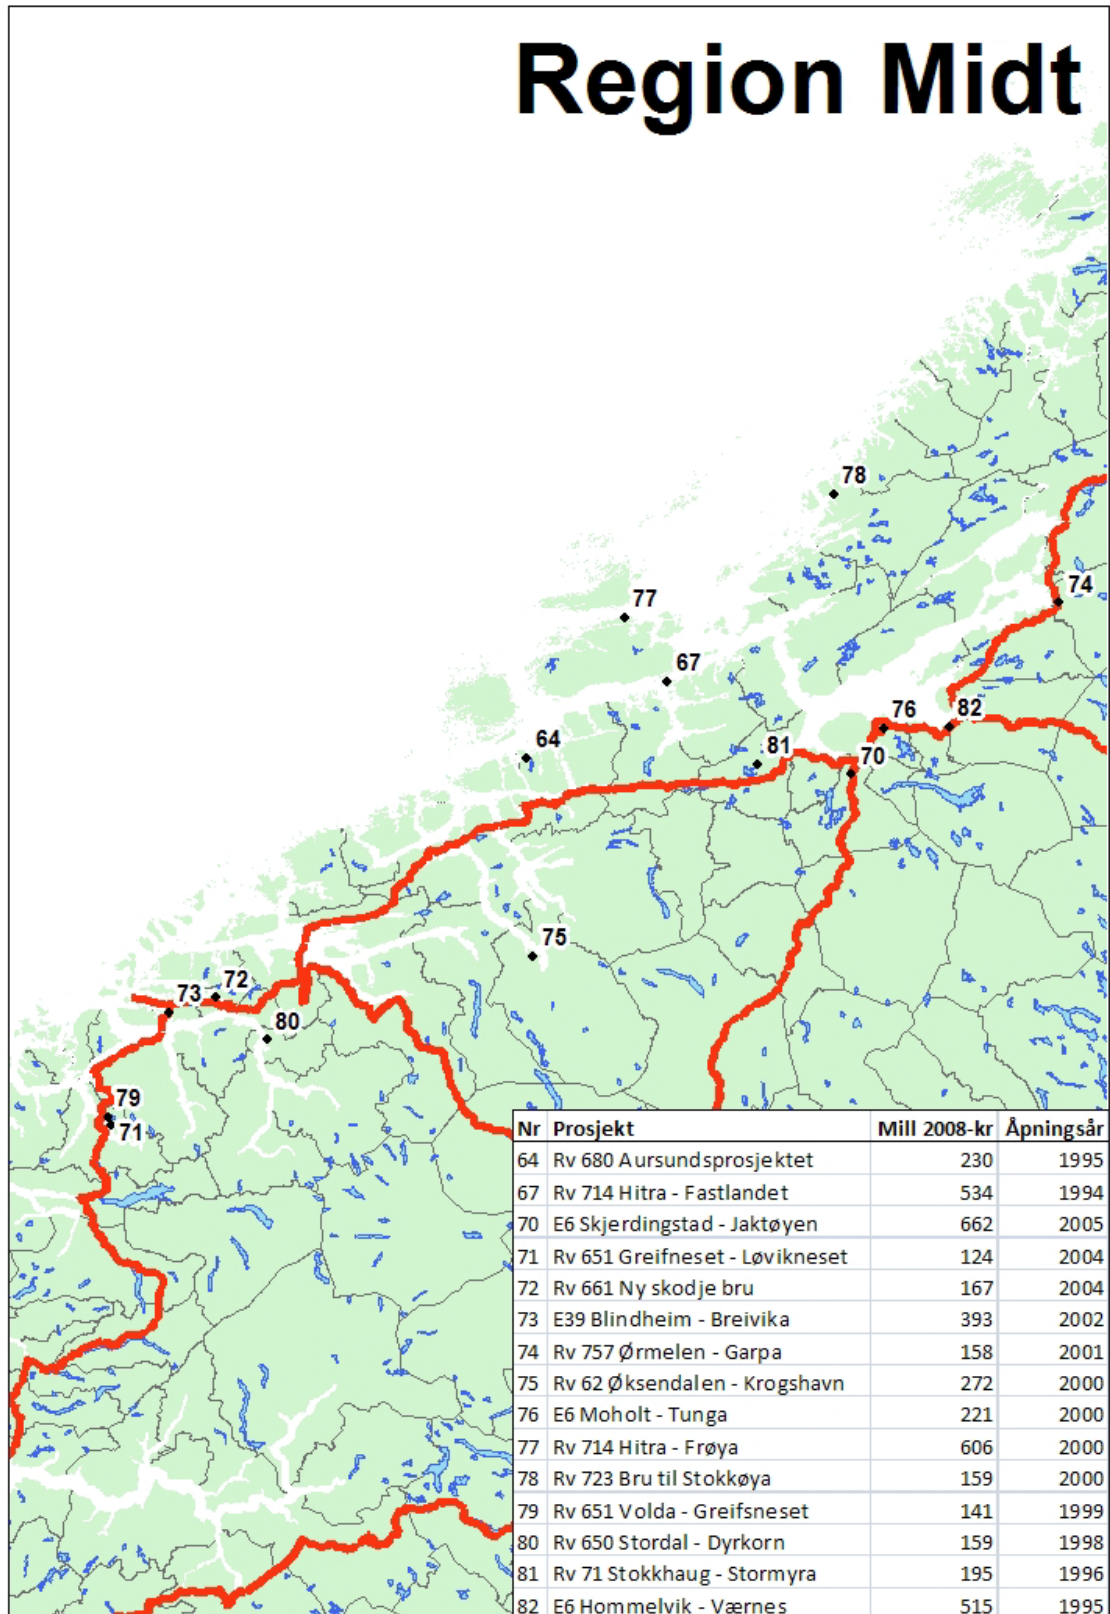 Region Midt
78
77
74
67
76
82
64
81
70
75
72
73
80
79
71
Nr Prosjekt Mill 2008-kr Åpningsår
64 Rv 680 Aursundsprosjektet 230 1995
67 Rv 714 Hitra - Fastlandet 534 1994
70 E6 Skjerdingstad - Jaktøyen 662 2005
71 Rv 651 Greifneset - Løvikneset 124 2004
72 Rv 661 Ny skodje bru 167 2004
73 E39 Blindheim - Breivika 393 2002
74 Rv 757 Ørmelen - Garpa 158 2001
75 Rv 62 Øksendalen - Krogshavn 272 2000
76 E6 Moholt - Tunga 221 2000
77 Rv 714 Hitra - Frøya 606 2000
78 Rv 723 Bru til Stokkøya 159 2000
79 Rv 651 Volda - Greifsneset 141 1999
80 Rv 650 Stordal - Dyrkorn 159 1998
81 Rv 71 Stokkhaug - Stormyra 195 1996
82 E6 Hommelvik - Værnes 515 1995